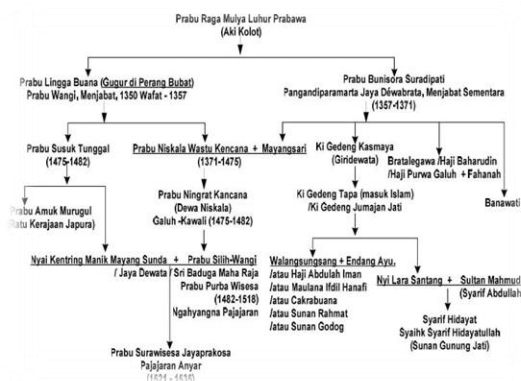 Prabu Raga Mulya Luhur Prabawa
(Aki Kolot)
Prabu Lingga Buana (Gugur di Perang Bubat)
Prabu Wangi, Menjabat, 1350 Wafat - 1357
Prabu Bunisora Suradipati
Pangandiparamarta Jaya Déwabrata, Menjabat Sementara
(1357-1371)
Prabu Susuk Tunggal
(1475-1482)
Prabu Niskala Wastu Kencana + Mayangsari
(1371-1475)
Ki Gedeng Kasmaya
(Giridewata)
Bratalegawa /Haji Baharudin
/Haji Purwa Galuh + Fahanah
Banawati
Prabu Ningrat Kancana
(Dewa Niskala)
Galuh -Kawali (1475-1482)
Ki Gedeng Tapa (masuk Islam)
/Ki Gedeng Jumajan Jati
Prabu Amuk Murugul
(Ratu Kerajaan Japura)
Nyai Kentring Manik Mayang Sunda + Prabu Silih-Wangi
/ Jaya Dewata / Sri Baduga Maha Raja
Prabu Purba Wisesa
(1482-1518)
Ngahyangna Pajajaran
Walangsungsang + Endang Ayu,
/atau Haji Abdulah Iman
/atau Maulana Ifdil Hanafi
/atau Cakrabuana
/atau Sunan Rahmat
/atau Sunan Godog
Nyi Lara Santang + Sultan Mahmud
(Syarif Abdullah)
Syarif Hidayat
Syaihk Syarif Hidayatullah
(Sunan Gunung Jati)
Prabu Surawisesa Jayaprakosa
Pajajaran Anyar
(1521 - 1535)